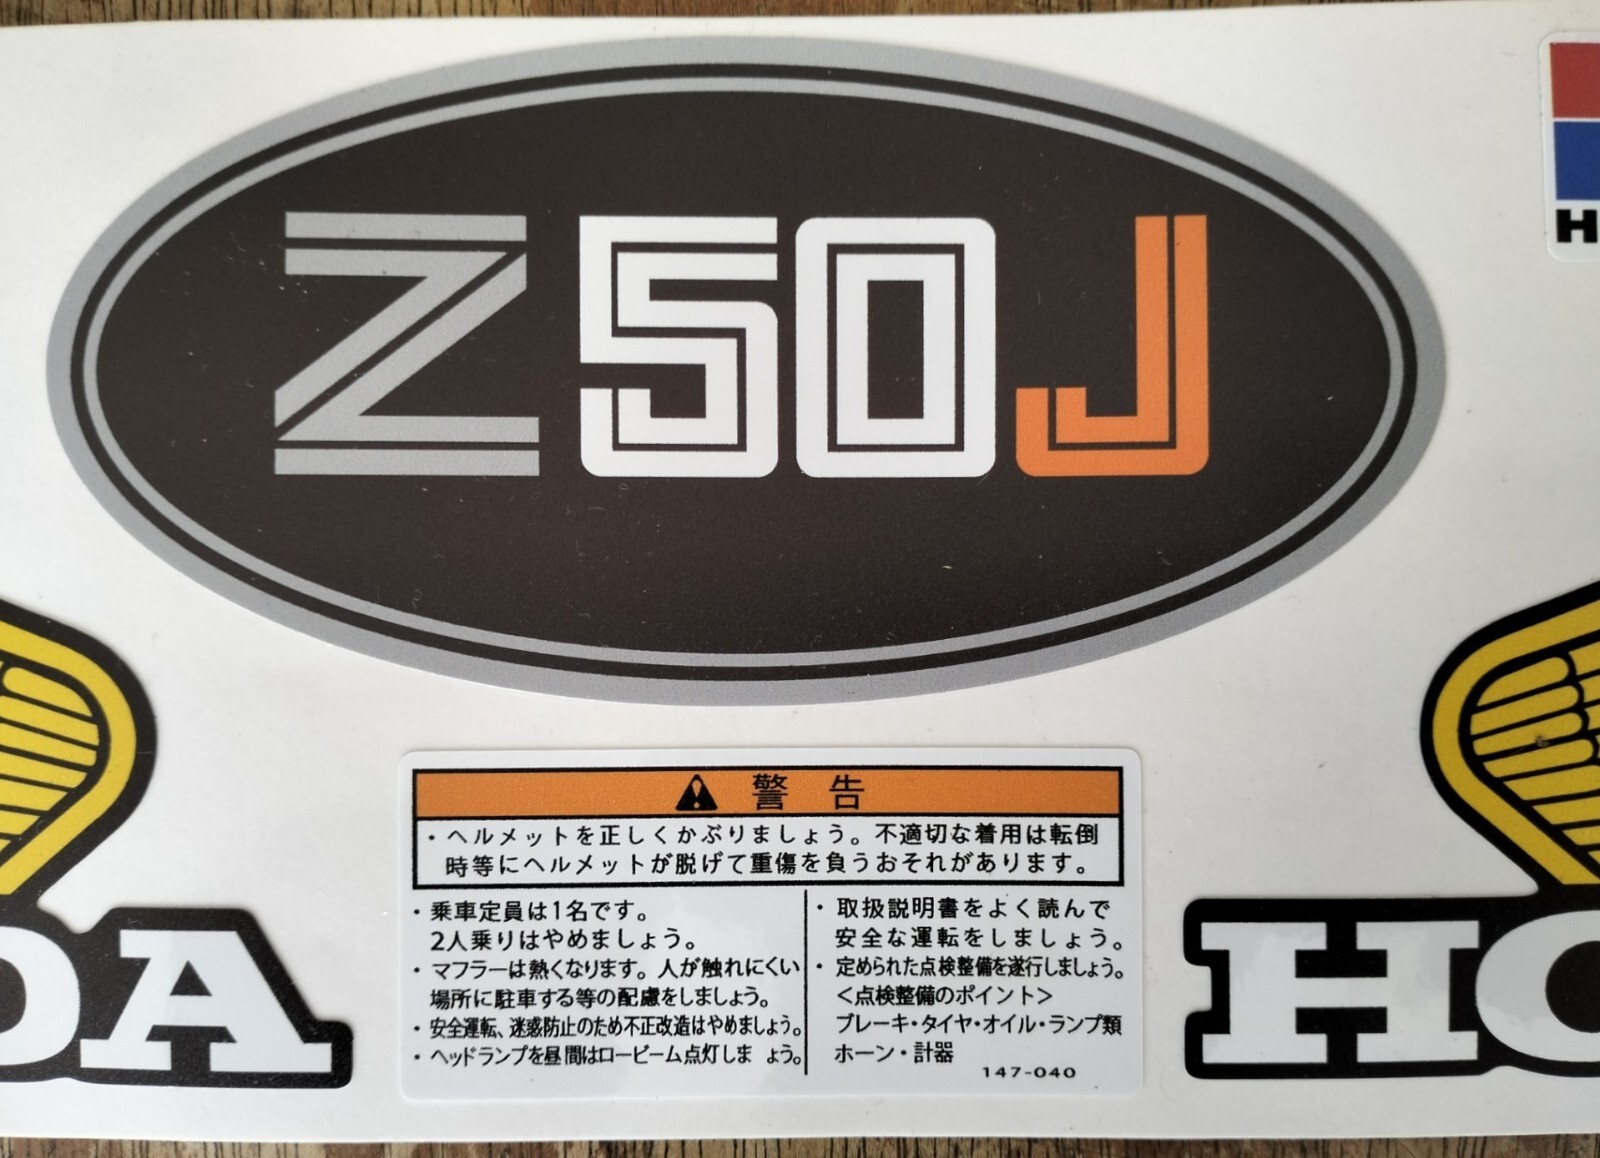 Z50J
H
警告
・ヘルメットを正しくかぶりましょう。不適切な着用は転倒
時等にヘルメットが脱げて重傷を負うおそれがあります。
・乗車定員は1名です。
2人乗りはやめましょう。
・マフラーは熱くなります。人が触れにくい
場所に駐車する等の配慮をしましょう。
・安全運転、迷惑防止のため不正改造はやめましょう。
・ヘッドランプを昼間はロービーム点灯しま ょう。
・取扱説明書をよく読んで
安全な運転をしましょう。
・定められた点検整備を遂行しましょう。
＜点検整備のポイント＞
ブレーキ・タイヤ・オイル・ランプ類
ホーン・計器
147-040
DA
HO